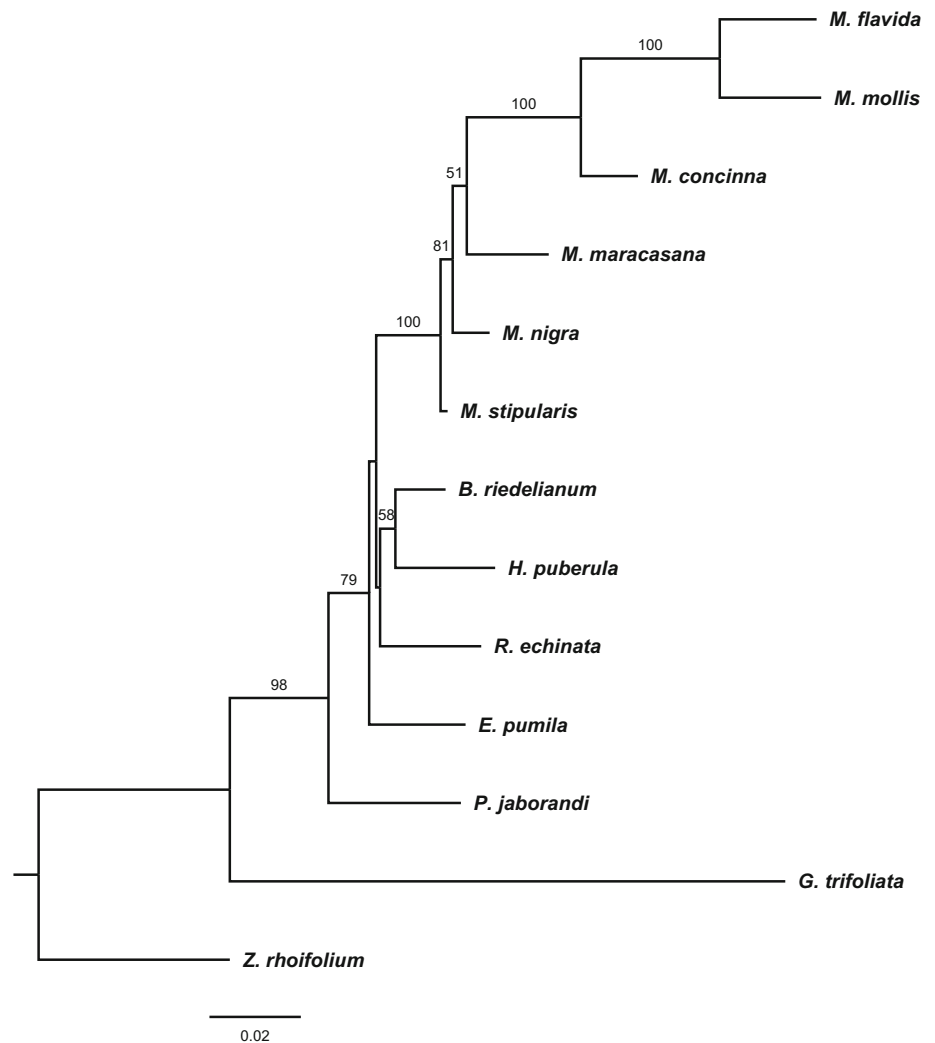 M. flavida
100
M. mollis
100
M. concinna
51
M. maracasana
81
M. nigra
100
M. stipularis
B. riedelianum
58
H. puberula
79
R. echinata
98
E. pumila
P. jaborandi
G. trifoliata
Z. rhoifolium
0.02